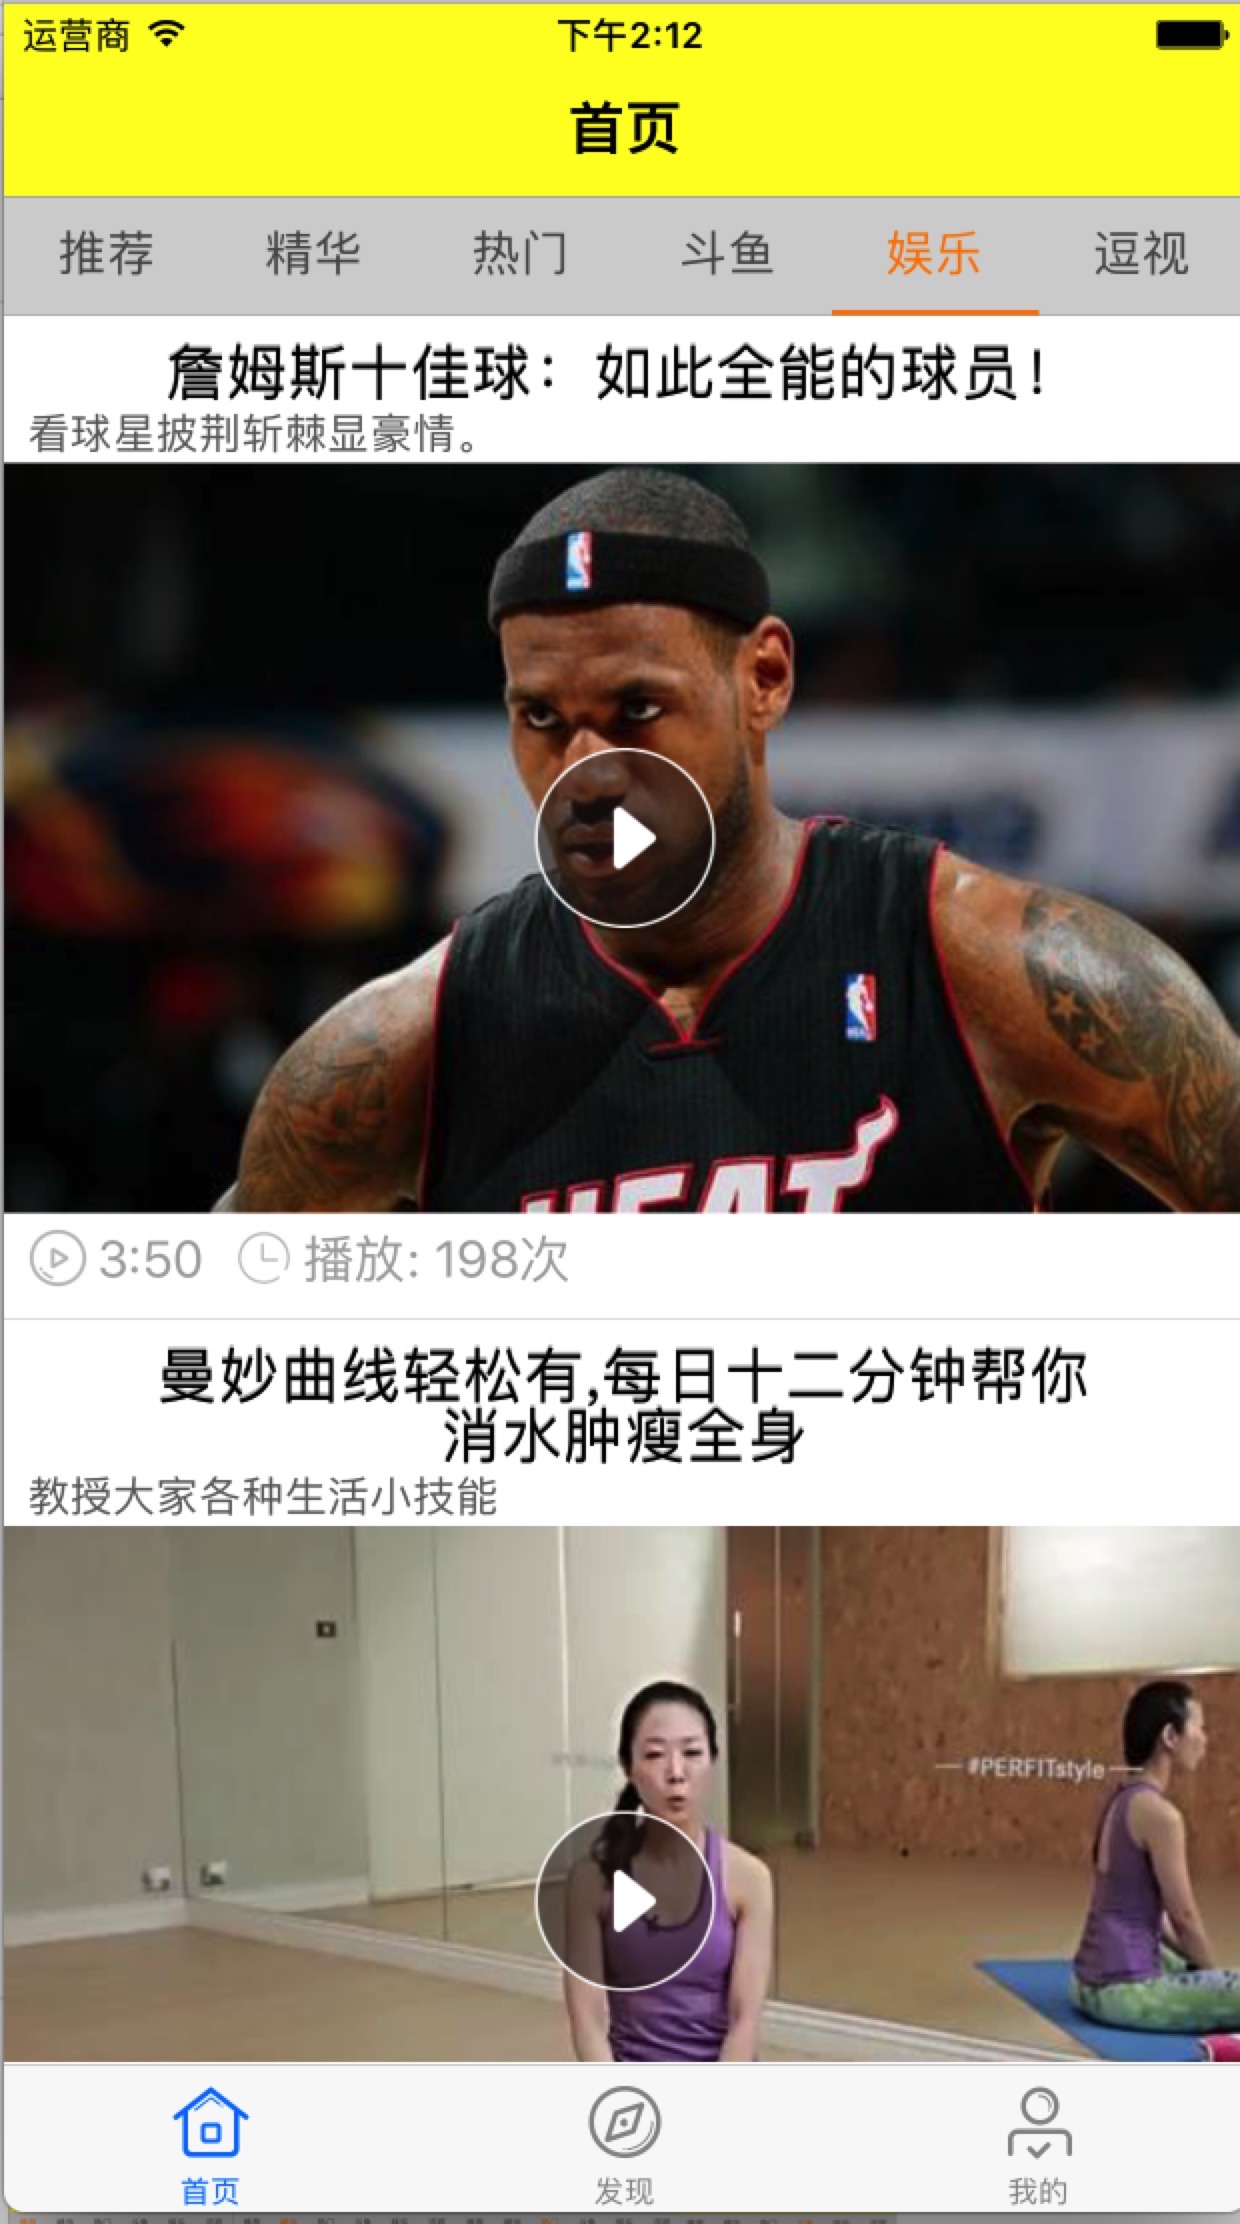 运营商
下午2:12
首页
推荐 精华 热门 斗鱼 娱乐 逗视
詹姆斯十佳球：如此全能的球员！
看球星披荆斩棘显豪情。
HEAT
3:50 播放: 198次
曼妙曲线轻松有,每日十二分钟帮你
消水肿瘦全身
教授大家各种生活小技能
#PERFITstyle
首页 发现 我的